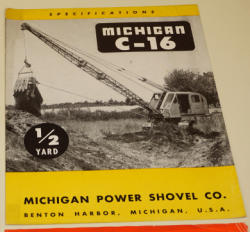 SPECIFICATIONS
MICHIGAN
C-16
1/2
YARD
MICHIGAN POWER SHOVEL CO.
BENTON HARBOR, MICHIGAN, U.S.A.